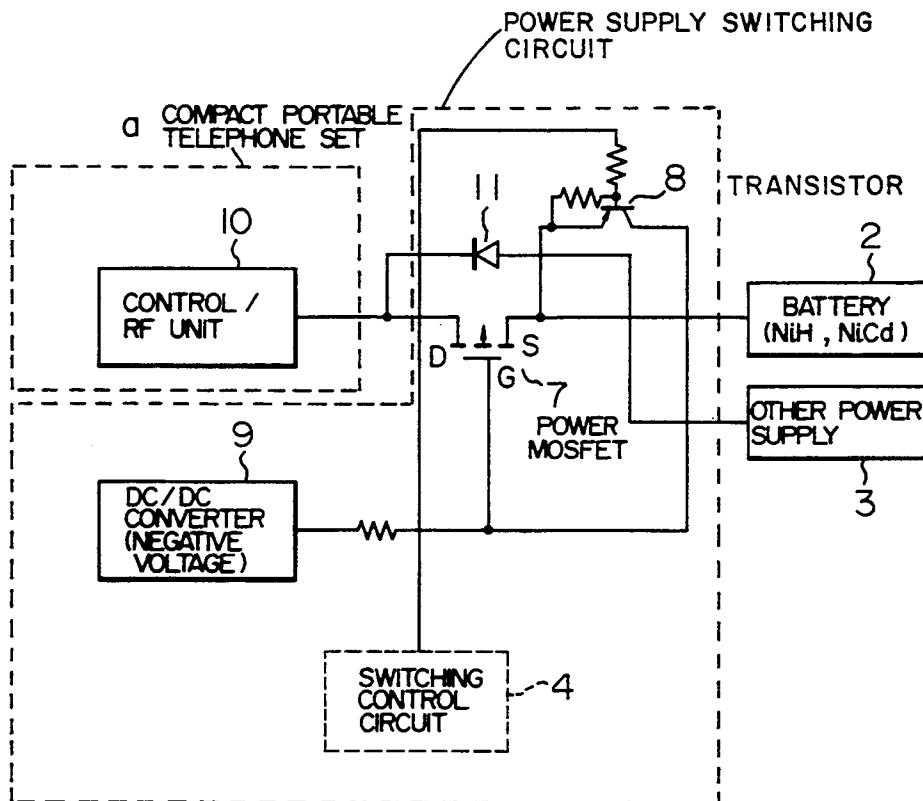 POWER SUPPLY SWITCHING
CIRCUIT
a COMPACT PORTABLE
TELEPHONE SET
8
TRANSISTOR
11
10
2
CONTROL /
RF UNIT
BATTERY
(NiH, NiCd)
D
S
G
7
POWER
MOSFET
OTHER POWER
SUPPLY
3
9
DC/DC
CONVERTER
(NEGATIVE
VOLTAGE)
SWITCHING
CONTROL
CIRCUIT
4